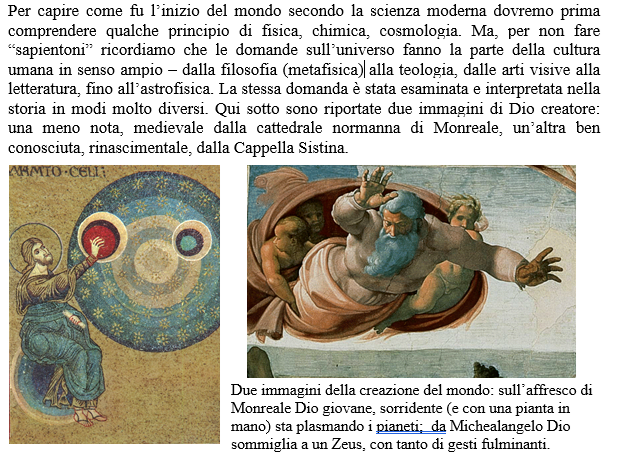 Per capire come fu l’inizio del mondo secondo la scienza moderna dovremo prima
comprendere qualche principio di fisica, chimica, cosmologia. Ma, per non fare
“sapientoni” ricordiamo che le domande sull’universo fanno la parte della cultura
umana in senso ampio – dalla filosofia (metafisica) alla teologia, dalle arti visive alla
letteratura, fino all’astrofisica. La stessa domanda è stata esaminata e interpretata nella
storia in modi molto diversi. Qui sotto sono riportate due immagini di Dio creatore:
una meno nota, medievale dalla cattedrale normanna di Monreale, un’altra ben
conosciuta, rinascimentale, dalla Cappella Sistina.
CELI:
Due immagini della creazione del mondo: sull’affresco di
Monreale Dio giovane, sorridente (e con una pianta in
mano) sta plasmando i pianeti; da Michealangelo Dio
sommiglia a un Zeus, con tanto di gesti fulminanti.